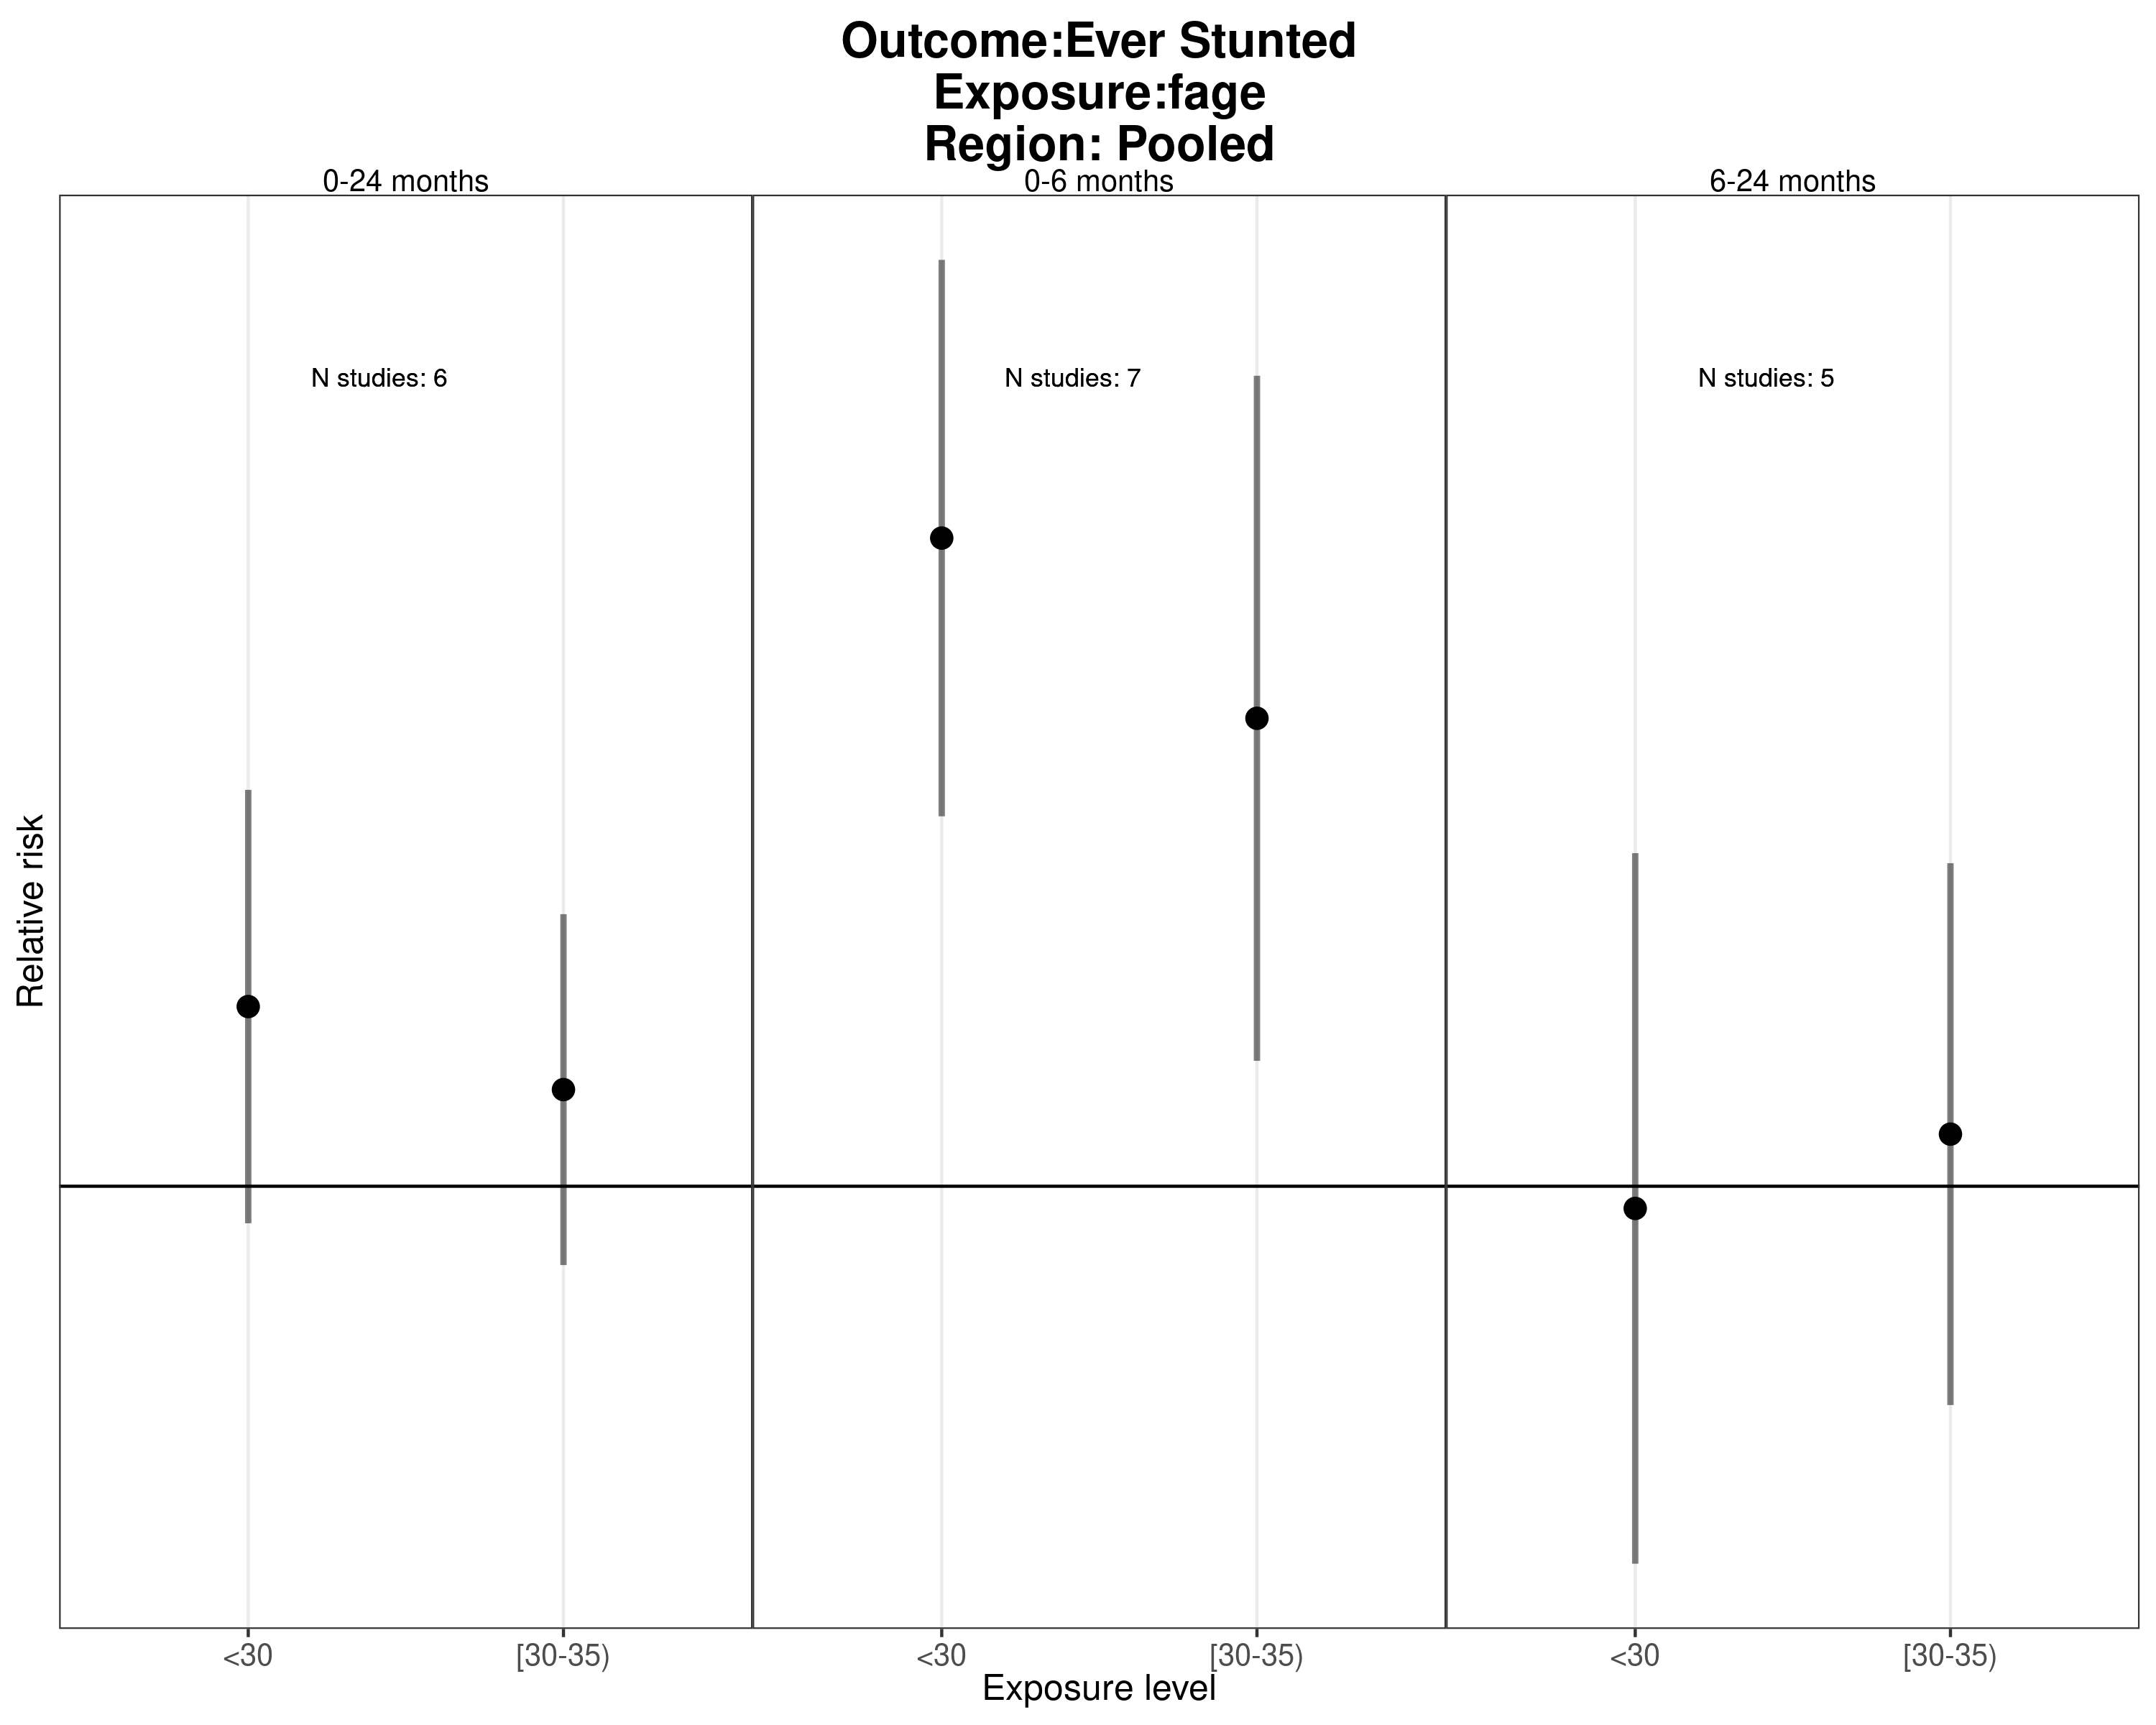 Outcome:Ever Stunted
Exposure:fage
Region: Pooled
0-24 months
0-6 months
6-24 months
N studies: 6
N studies: 7
N studies: 5
Relative risk
<30
[30-35)
<30
[30-35)
<30
[30-35)
Exposure level